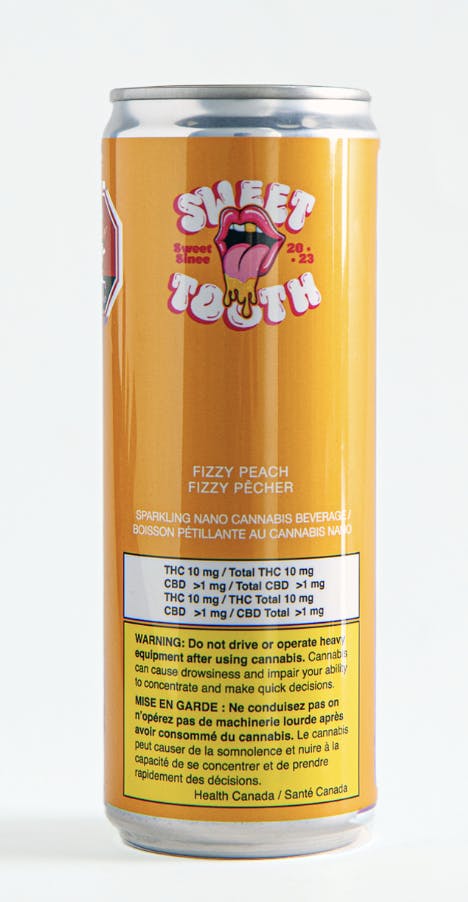 SWEET
Sweet 20 ·
Since · 23
TOOTH
FIZZY PEACH
FIZZY PÊCHER
SPARKLING NANO CANNABIS BEVERAGE /
BOISSON PÉTILLANTE AU CANNABIS NANO
THC 10 mg / Total THC 10 mg
CBD >1 mg / Total CBD >1 mg
THC 10 mg / THC Total 10 mg
CBD >1 mg / CBD Total >1 mg
WARNING: Do not drive or operate heavy
equipment after using cannabis. Cannabis
can cause drowsiness and impair your ability
to concentrate and make quick decisions.
MISE EN GARDE : Ne conduisez pas on
n'opérez pas de machinerie lourde après
avoir consommé du cannabis. Le cannabis
peut causer de la somnolence et nuire à la
capacité de se concentrer et de prendre
rapidement des décisions.
Health Canada / Santé Canada